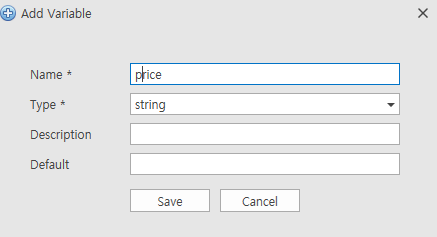 Add Variable
Name *
price
Type *
string
Description
Default
Save
Cancel